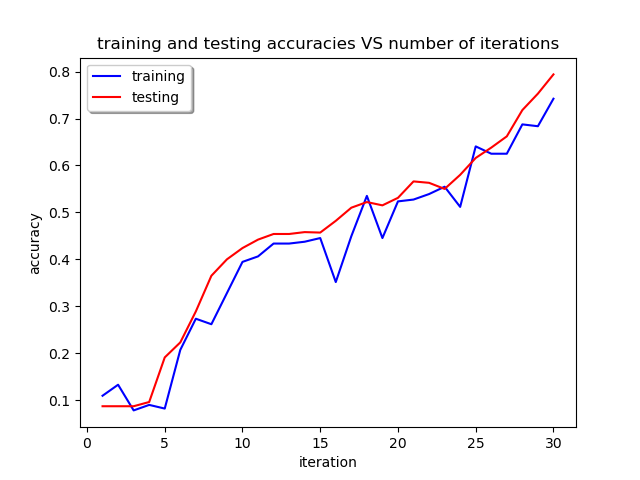 training and testing accuracies VS number of iterations
training
testing
0.8
0.7
0.6
0.5
0.4
0.3
0.2
0.1
accuracy
0 5 10 15 20 25 30
iteration